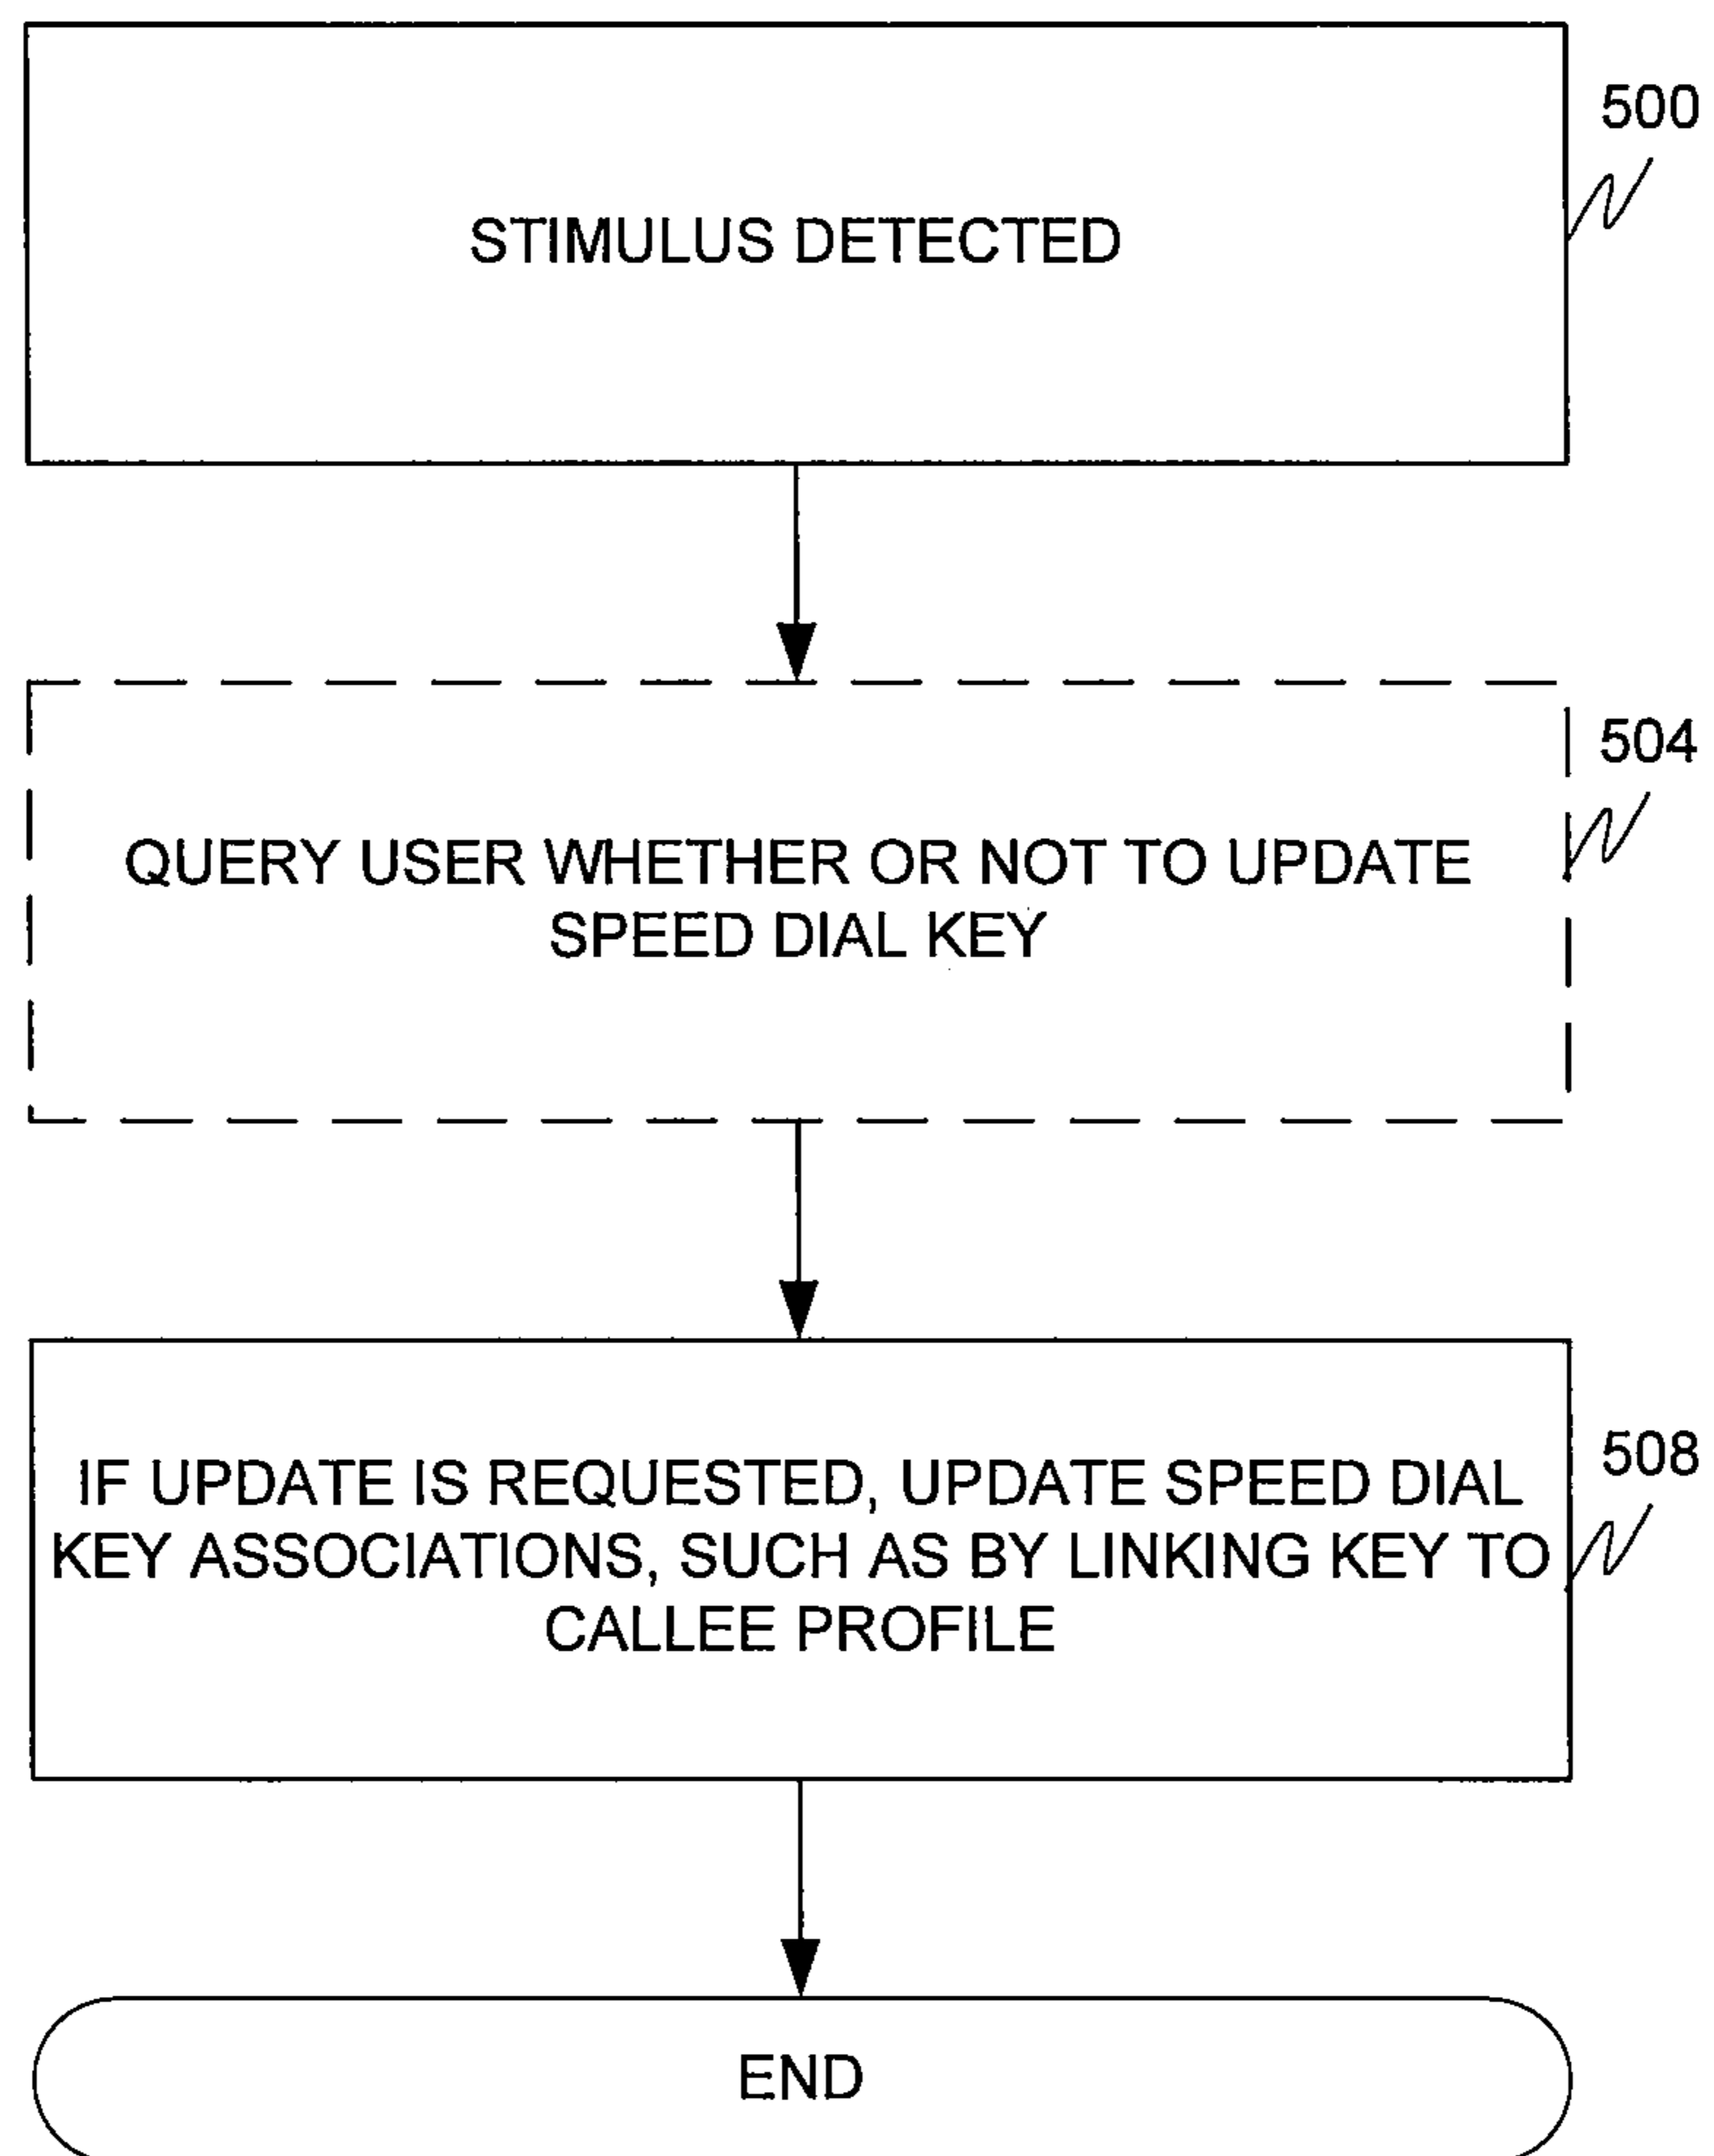 500
STIMULUS DETECTED
504
QUERY USER WHETHER OR NOT TO UPDATE
SPEED DIAL KEY
508
IF UPDATE IS REQUESTED, UPDATE SPEED DIAL
KEY ASSOCIATIONS, SUCH AS BY LINKING KEY TO
CALLEE PROFILE
END